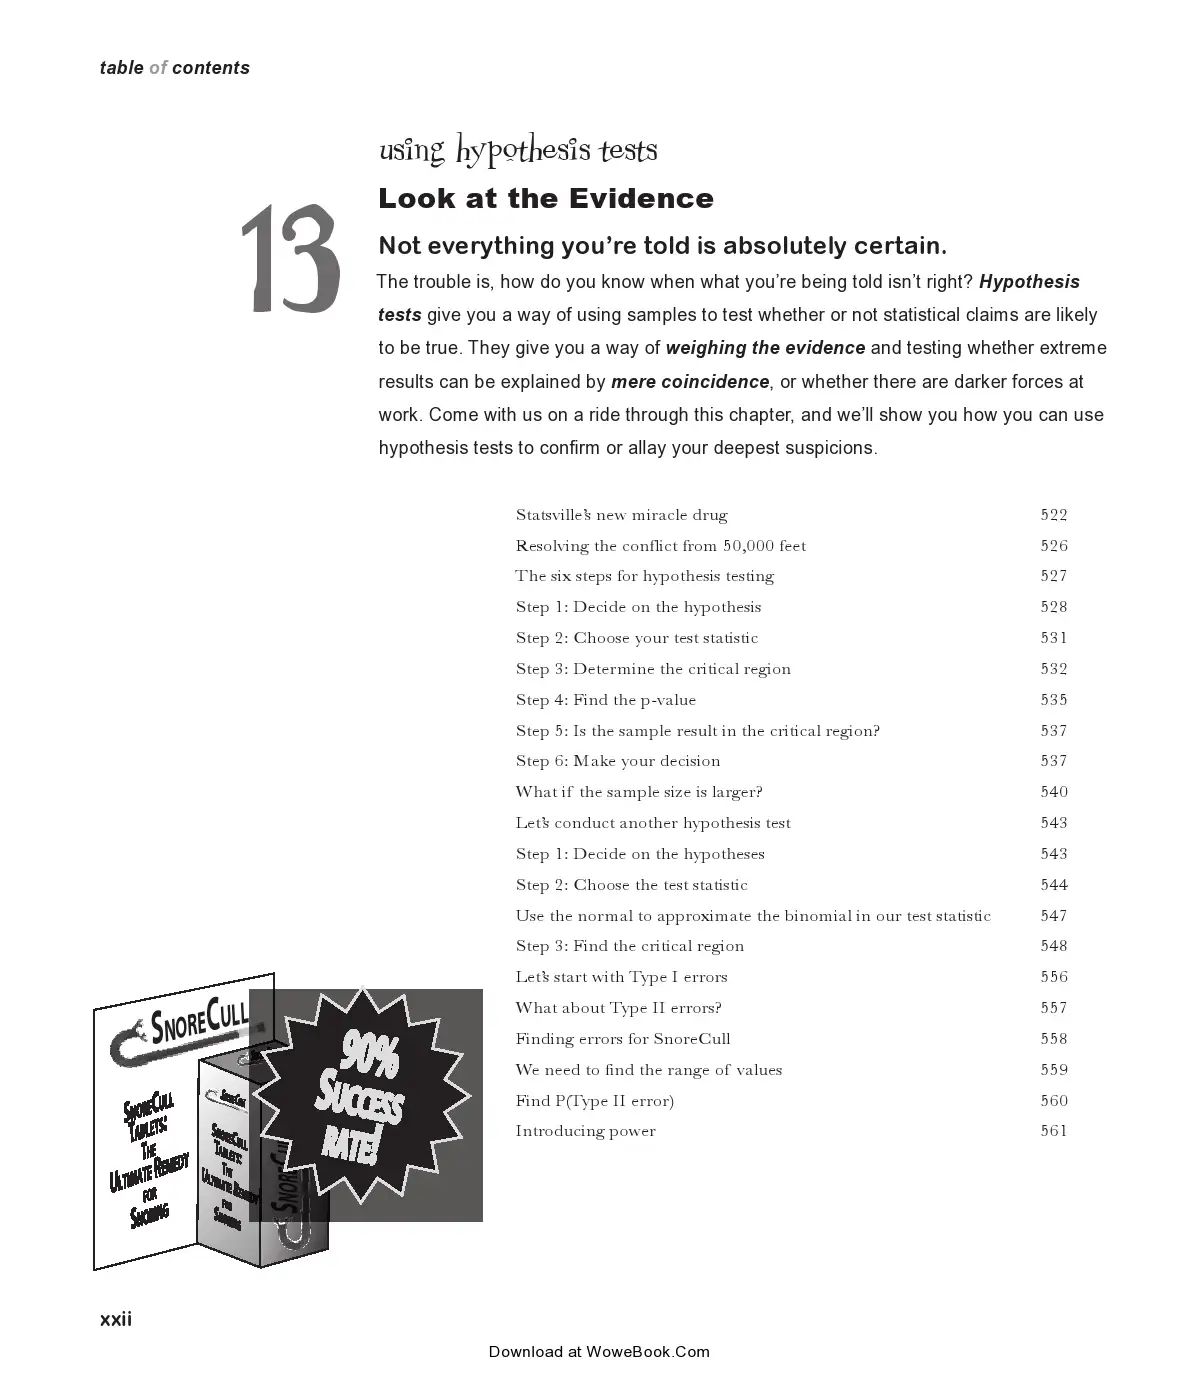 table of contents
using hypothesis tests
13
Look at the Evidence
Not everything you’re told is absolutely certain.
The trouble is, how do you know when what you’re being told isn’t right? Hypothesis
tests give you a way of using samples to test whether or not statistical claims are likely
to be true. They give you a way of weighing the evidence and testing whether extreme
results can be explained by mere coincidence, or whether there are darker forces at
work. Come with us on a ride through this chapter, and we’ll show you how you can use
hypothesis tests to confirm or allay your deepest suspicions.
Statsville’s new miracle drug 522
Resolving the conflict from 50,000 feet 526
The six steps for hypothesis testing 527
Step 1: Decide on the hypothesis 528
Step 2: Choose your test statistic 531
Step 3: Determine the critical region 532
Step 4: Find the p-value 535
Step 5: Is the sample result in the critical region? 537
Step 6: Make your decision 537
What if the sample size is larger? 540
Let’s conduct another hypothesis test 543
Step 1: Decide on the hypotheses 543
Step 2: Choose the test statistic 544
Use the normal to approximate the binomial in our test statistic 547
Step 3: Find the critical region 548
Let’s start with Type I errors 556
What about Type II errors? 557
Finding errors for SnoreCull 558
We need to find the range of values 559
Find P(Type II error) 560
Introducing power 561
SnoreCull
SnoreCull
Tablets:
The
Ultimate Remedy
for
Snoring
SnoreCull
SnoreCull
Tablets:
The
Ultimate Remedy
for
Snoring
90%
Success
rate!
xxii
Download at WoweBook.Com